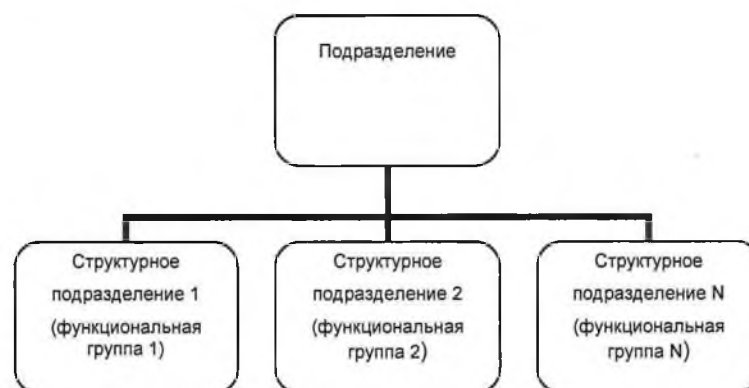 Подразделение
Структурное
подразделение 1
(функциональная
группа 1)
Структурное
подразделение 2
(функциональная
группа 2)
Структурное
подразделение N
(функциональная
группа N)